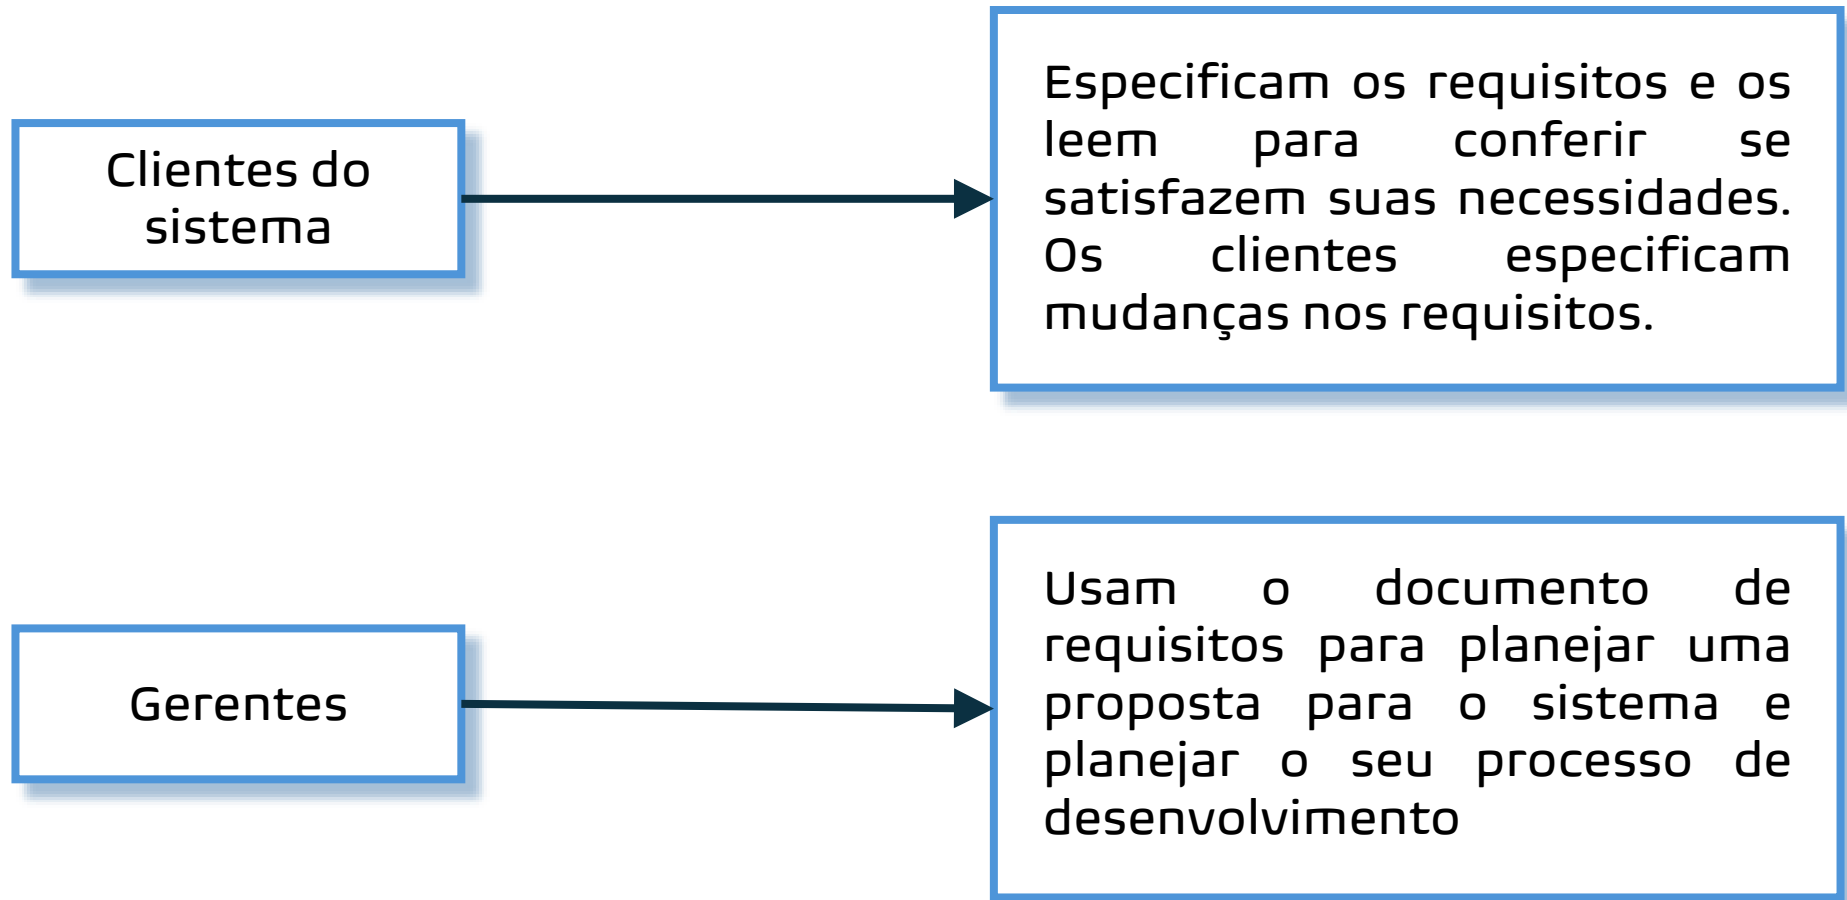 Clientes do
sistema
Especificam os requisitos e os
leem para conferir se
satisfazem suas necessidades.
Os clientes especificam
mudanças nos requisitos.
Gerentes
Usam o documento de
requisitos para planejar uma
proposta para o sistema e
planejar o seu processo de
desenvolvimento